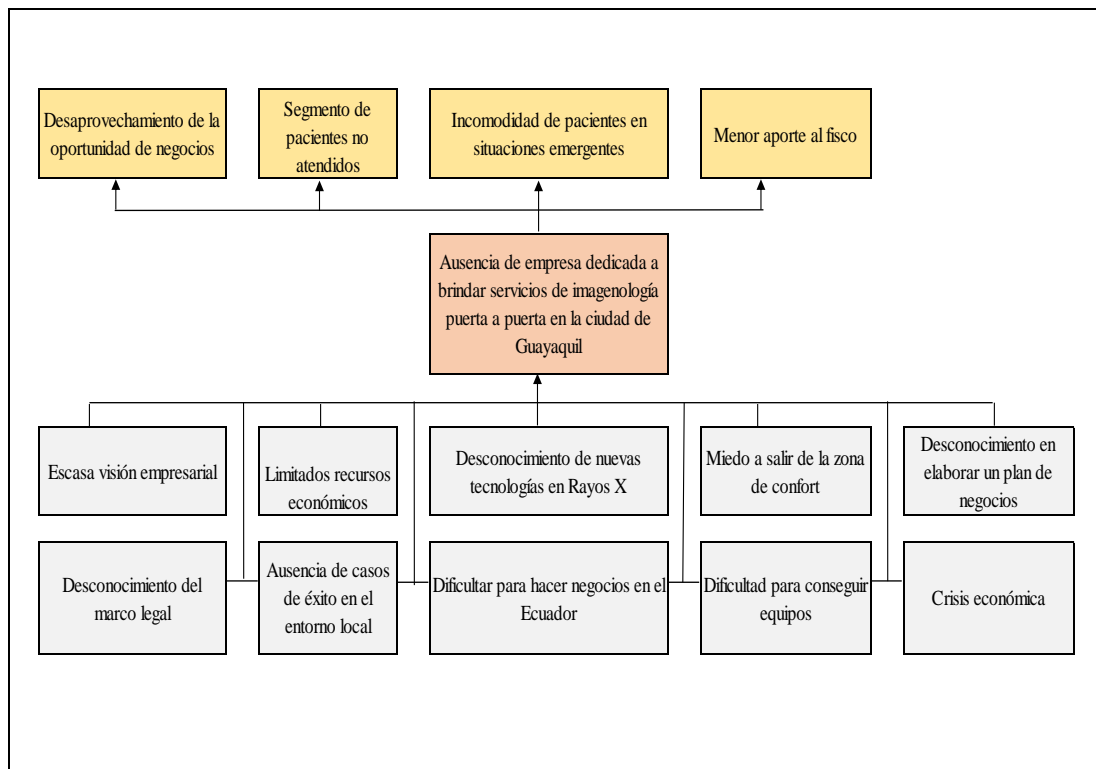 Desaprovechamiento de la
oportunidad de negocios
Segmento de
pacientes no
atendidos
Incomodidad de pacientes en
situaciones emergentes
Menor aporte al fisco
Ausencia de empresa dedicada a
brindar servicios de imagenología
puerta a puerta en la ciudad de
Guayaquil
Escasa visión empresarial
Limitados recursos
económicos
Desconocimiento de nuevas
tecnologías en Rayos X
Miedo a salir de la zona
de confort
Desconocimiento en
elaborar un plan de
negocios
Desconocimiento del
marco legal
Ausencia de casos
de éxito en el
entorno local
Dificultar para hacer negocios en el
Ecuador
Dificultad para conseguir
equipos
Crisis económica